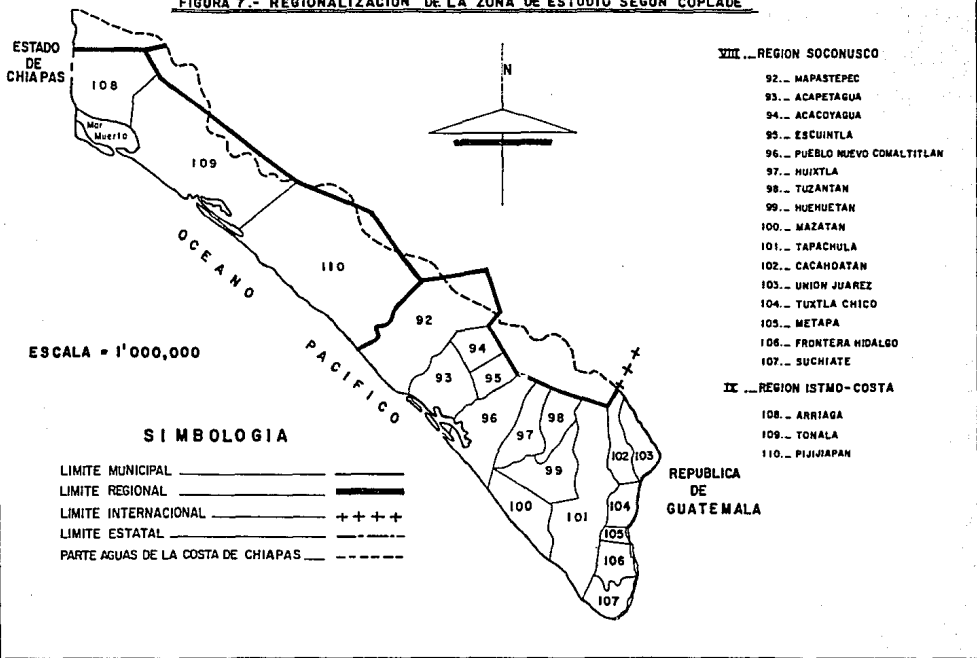 FIGURA 7.- REGIONALIZACION DE LA ZONA DE ESTUDIO SEGUN COPLADE
ESTADO
DE
CHIAPAS
108
Mar
Muerto
109
110
OCEANO
PACIFICO
N
92
94
93
95
96
97
98
99
100
101
102
103
104
105
106
107
REPUBLICA
DE
GUATEMALA
ESCALA = 1'000,000
SIMBOLOGIA
LIMITE MUNICIPAL
LIMITE REGIONAL
LIMITE INTERNACIONAL ++++
LIMITE ESTATAL
PARTE AGUAS DE LA COSTA DE CHIAPAS
VIII ... REGION SOCONUSCO
92._ MAPASTEPEC
93._ ACAPETAGUA
94._ ACACOYAGUA
95._ ESCUINTLA
96._ PUEBLO NUEVO COMALTITLAN
97._ HUIXTLA
98._ TUZANTAN
99._ HUEHUETAN
100._ MAZATAN
101._ TAPACHULA
102._ CACAHOATAN
103._ UNION JUAREZ
104._ TUXTLA CHICO
105._ METAPA
106._ FRONTERA HIDALGO
107._ SUCHIATE
IX ... REGION ISTMO-COSTA
108._ ARRIAGA
109._ TONALA
110._ PIJIJIAPAN